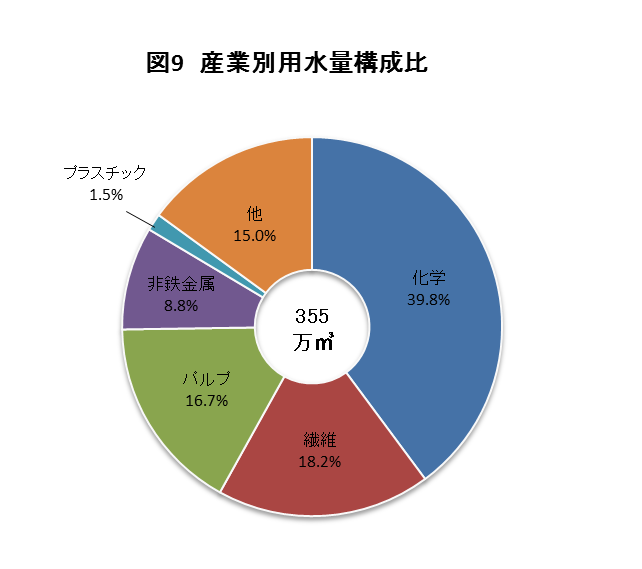 図9 産業別用水量構成比
プラスチック
1.5%
他
15.0%
化学
39.8%
非鉄金属
8.8%
355
万㎥
パルプ
16.7%
繊維
18.2%